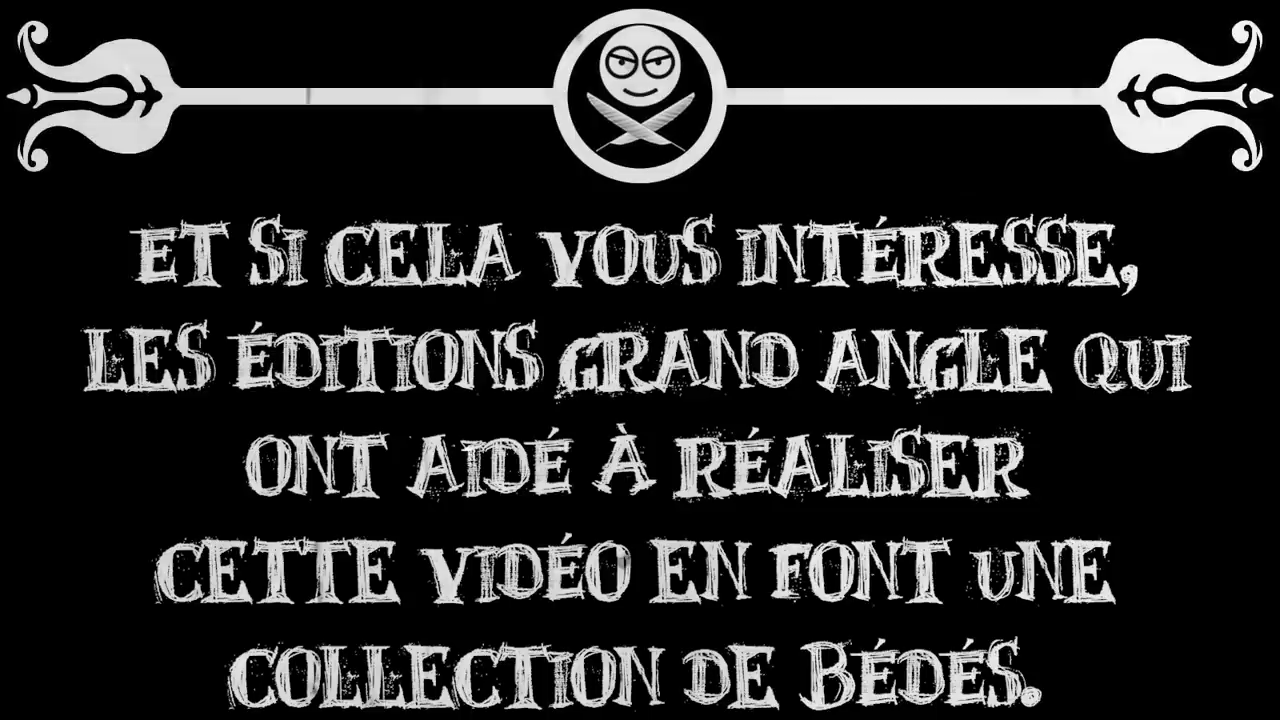 ET SI CELA VOUS INTÉRESSE,
LES ÉDITIONS GRAND ANGLE QUI
ONT AIDÉ À RÉALISER
CETTE VIDÉO EN FONT UNE
COLLECTION DE BÉDÉS.